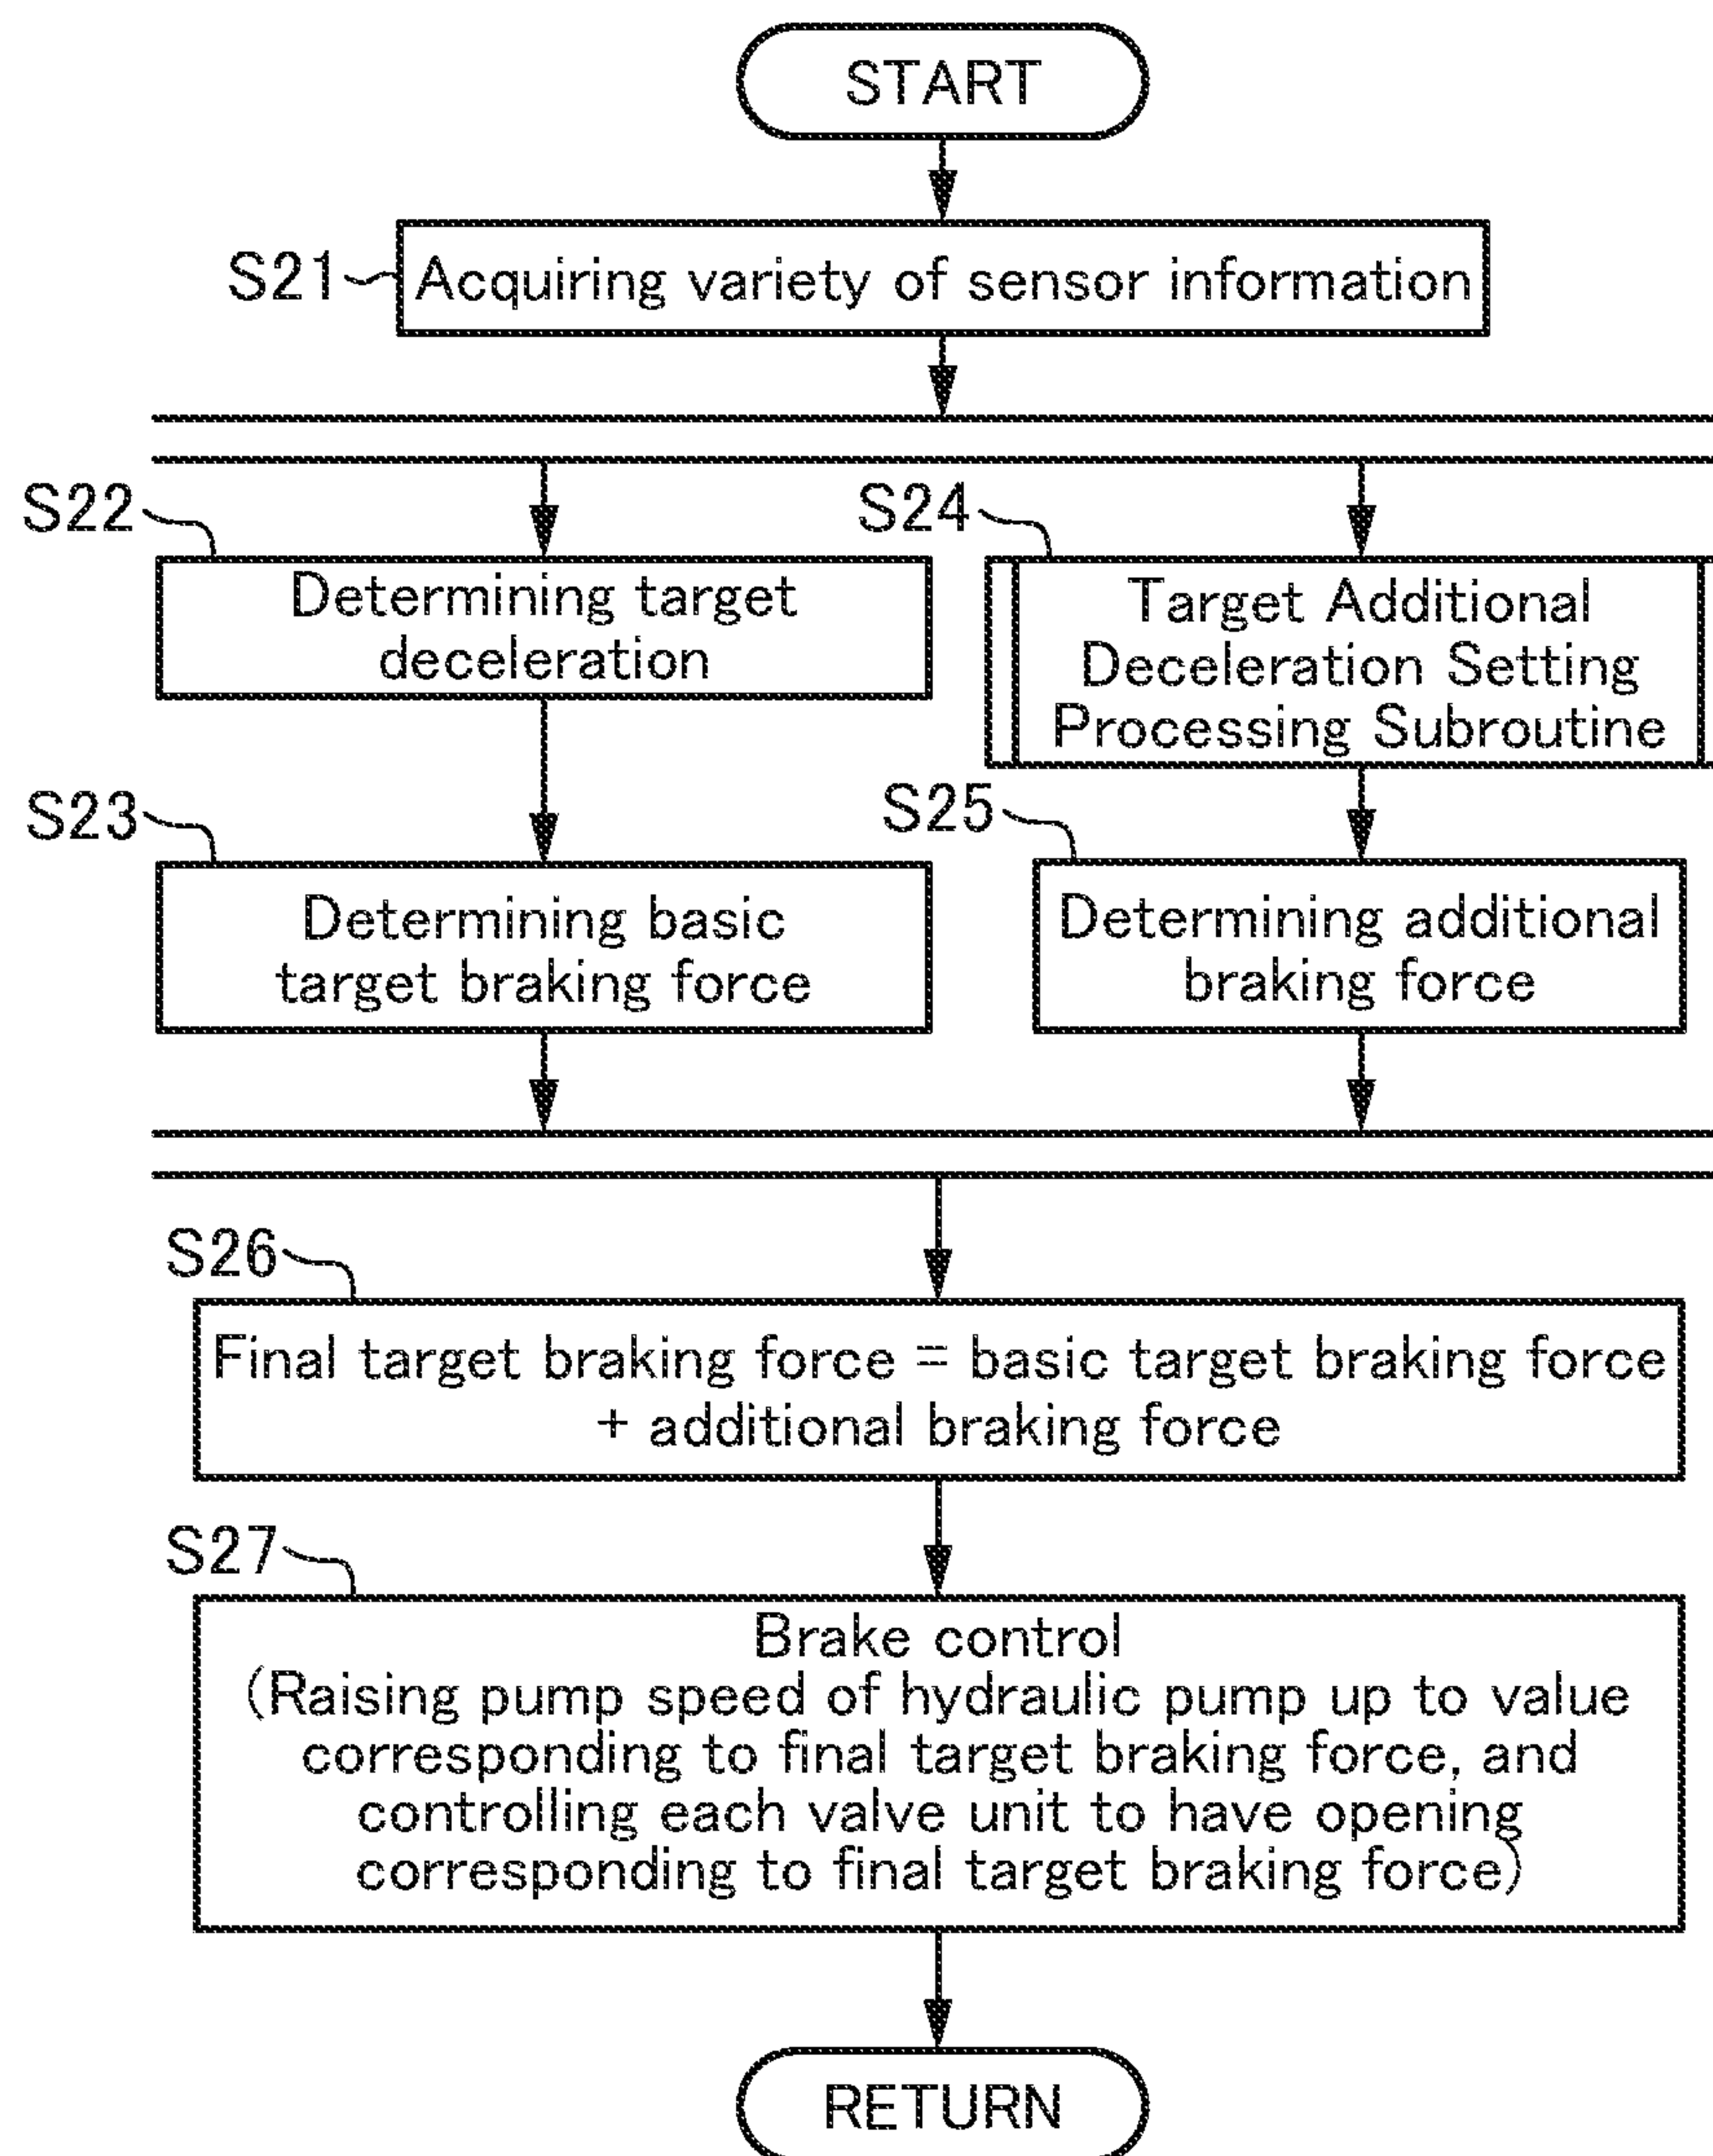 START
S21
Acquiring variety of sensor information
S22
Determining target
deceleration
S24
Target Additional
Deceleration Setting
Processing Subroutine
S23
Determining basic
target braking force
S25
Determining additional
braking force
S26
Final target braking force = basic target braking force
+ additional braking force
S27
Brake control
(Raising pump speed of hydraulic pump up to value
corresponding to final target braking force, and
controlling each valve unit to have opening
corresponding to final target braking force)
RETURN